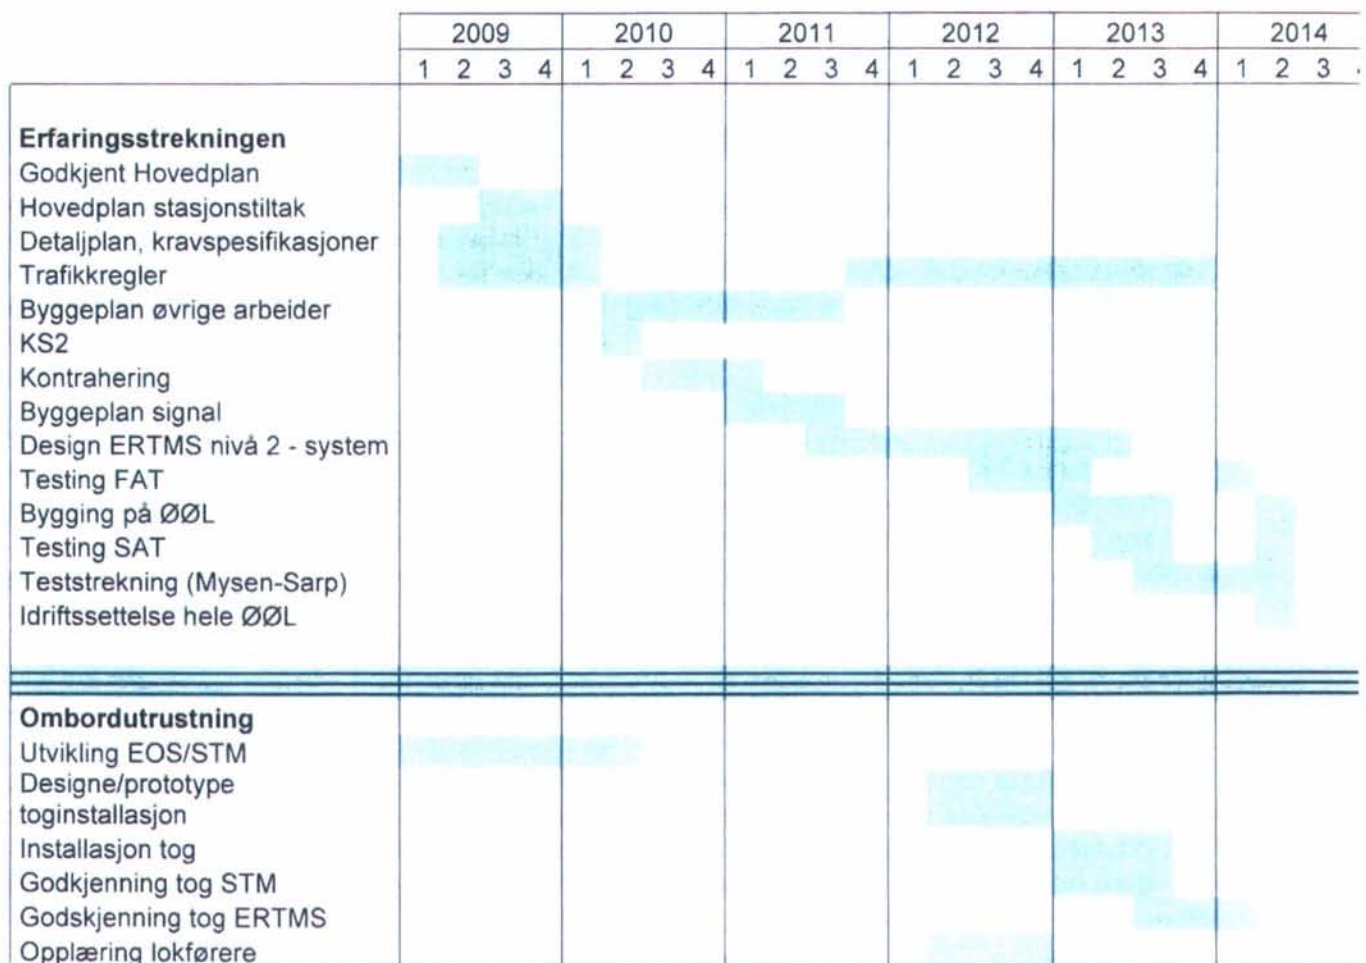 2009 2010 2011 2012 2013 2014
1 2 3 4 1 2 3 4 1 2 3 4 1 2 3 4 1 2 3 4 1 2 3
Erfaringsstrekningen
Godkjent Hovedplan
Hovedplan stasjonstiltak
Detaljplan, kravspesifikasjoner
Trafikkregler
Byggeplan øvrige arbeider
KS2
Kontrahering
Byggeplan signal
Design ERTMS nivå 2 - system
Testing FAT
Bygging på ØØL
Testing SAT
Teststrekning (Mysen-Sarp)
Idriftssettelse hele ØØL
Ombordutrustning
Utvikling EOS/STM
Designe/prototype
toginstallasjon
Installasjon tog
Godkjenning tog STM
Godskjenning tog ERTMS
Opplæring lokførere